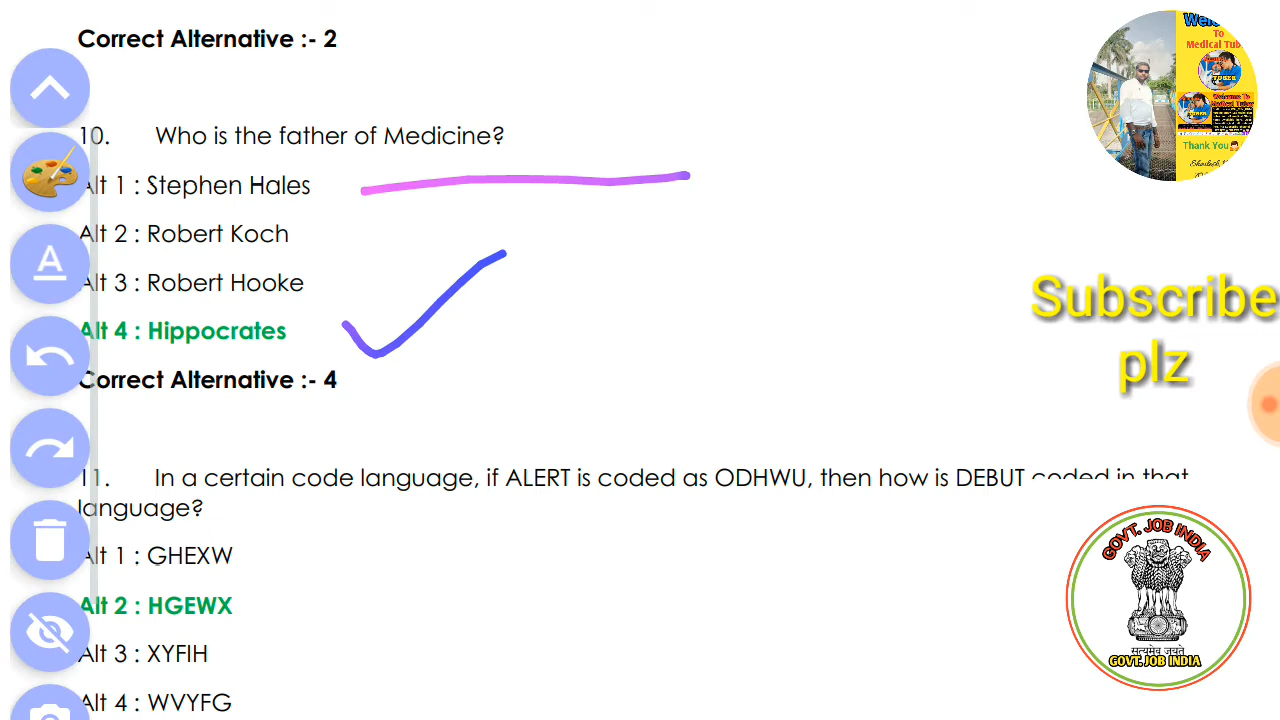 Correct Alternative :- 2
10. Who is the father of Medicine?
Alt 1 : Stephen Hales
Alt 2 : Robert Koch
Alt 3 : Robert Hooke
Alt 4 : Hippocrates
Correct Alternative :- 4
11. In a certain code language, if ALERT is coded as ODHWU, then how is DEBUT coded in that
language?
Alt 1 : GHEXW
Alt 2 : HGEWX
Alt 3 : XYFIH
Alt 4 : WVYFG
To
Medical Tub
Thank You
Subscribe
plz
GOVT. JOB INDIA
सत्यमेव जयते
GOVT. JOB INDIA
A